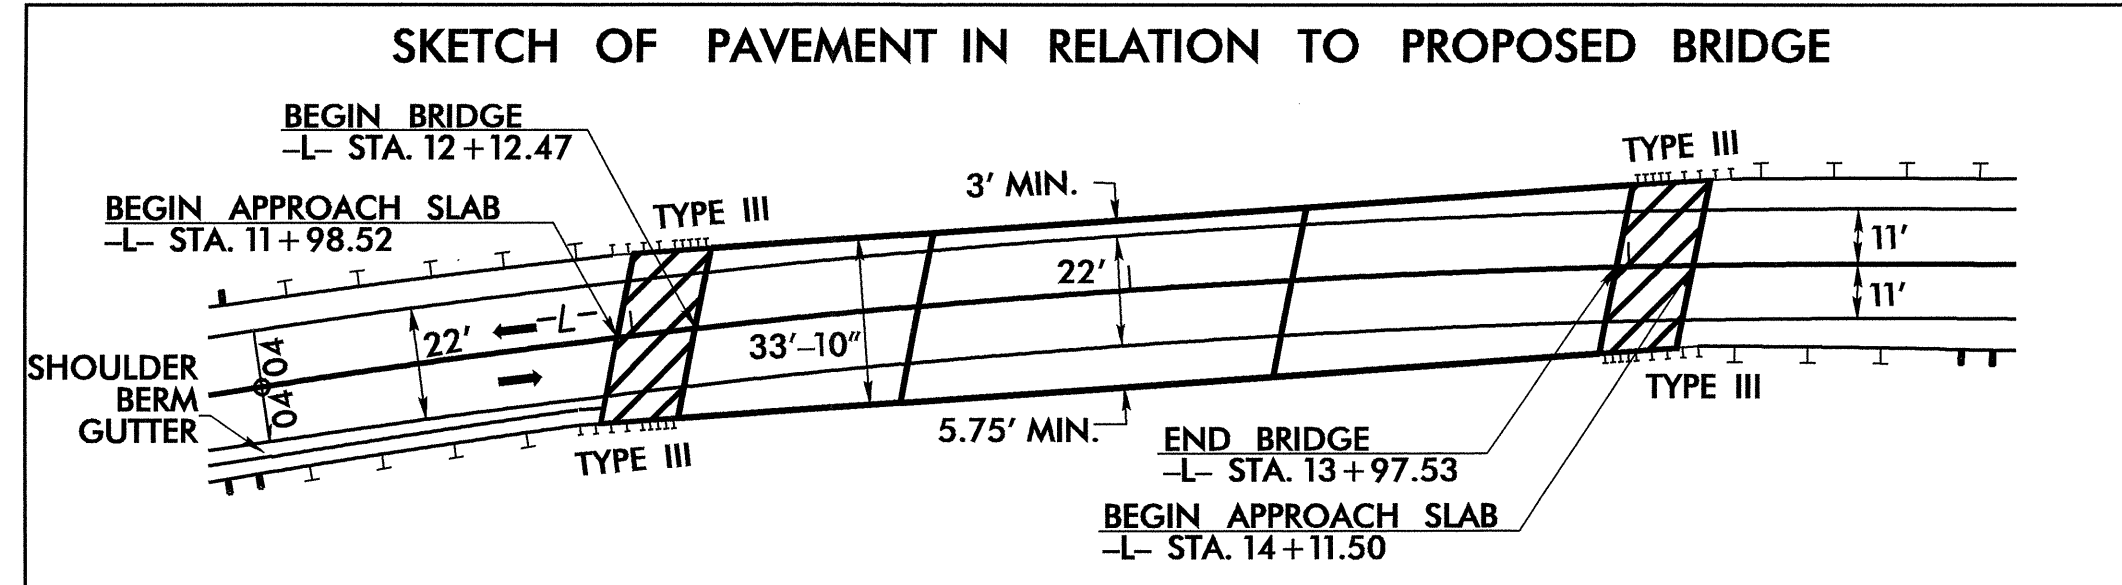 SKETCH OF PAVEMENT IN RELATION TO PROPOSED BRIDGE
BEGIN BRIDGE
-L- STA. 12+12.47
BEGIN APPROACH SLAB
-L- STA. 11+98.52
TYPE III
3' MIN.
TYPE III
22'
11'
11'
-L-
22'
33'-10"
04
04
SHOULDER
BERM
GUTTER
TYPE III
5.75' MIN.
TYPE III
END BRIDGE
-L- STA. 13+97.53
BEGIN APPROACH SLAB
-L- STA. 14+11.50